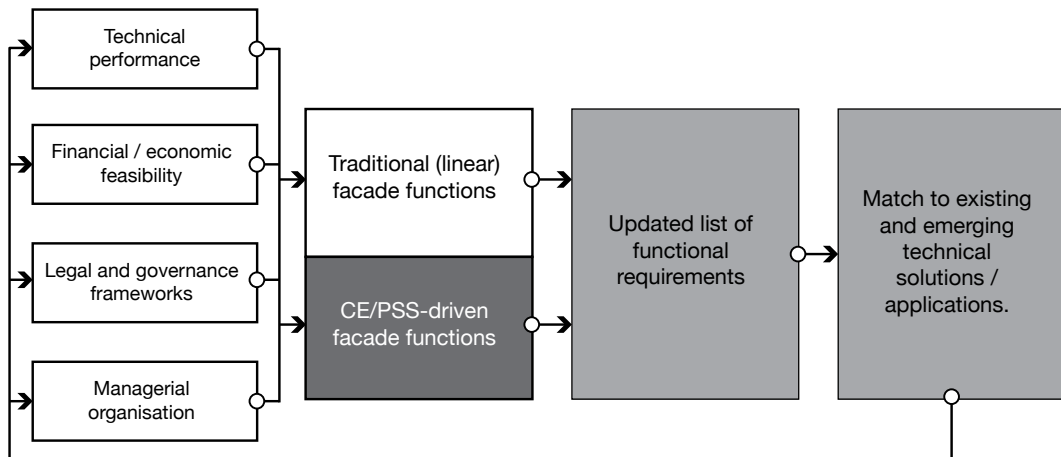 Technical
performance
Financial / economic
feasibility
Legal and governance
frameworks
Managerial
organisation
Traditional (linear)
facade functions
CE/PSS-driven
facade functions
Updated list of
functional
requirements
Match to existing
and emerging
technical
solutions /
applications.